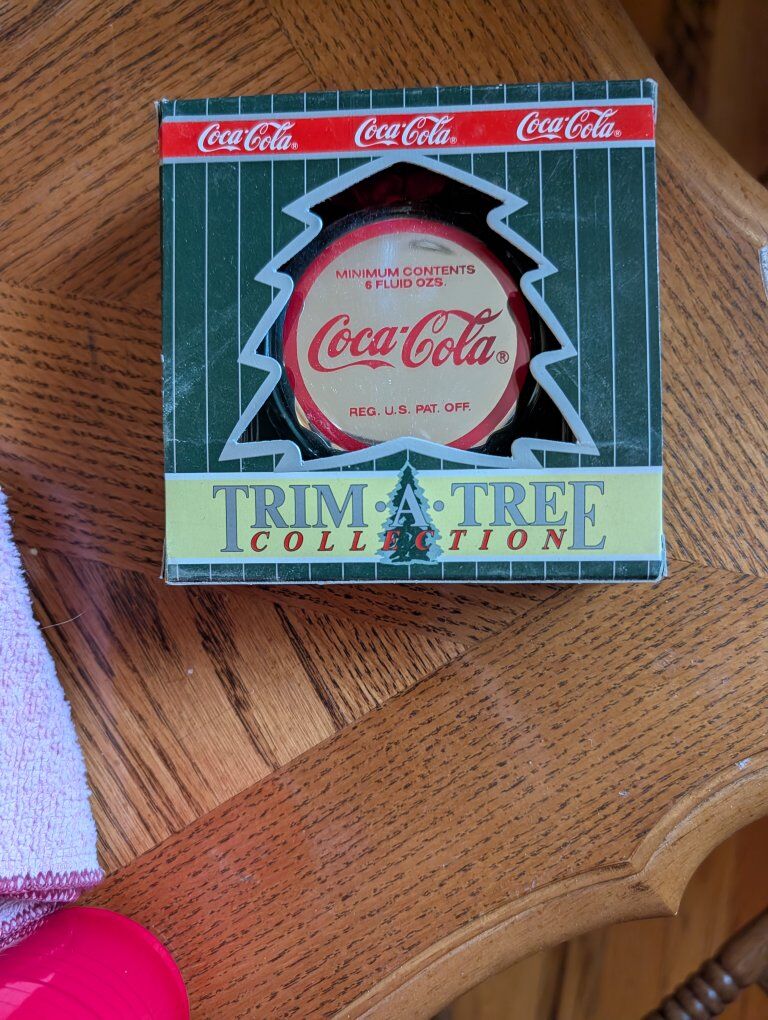 Coca-Cola® Coca-Cola® Coca-Cola®
MINIMUM CONTENTS
6 FLUID OZS.
Coca-Cola®
REG. U.S. PAT. OFF.
TRIM·A·TREE
COLLECTION